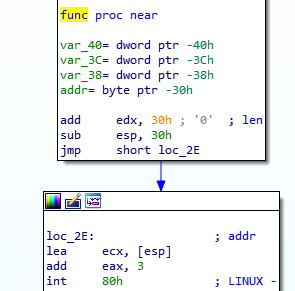 func proc near
var_40= dword ptr -40h
var_3C= dword ptr -3Ch
var_38= dword ptr -38h
addr= byte ptr -30h
add edx, 30h ; '0' ; len
sub esp, 30h
jmp short loc_2E
loc_2E: ; addr
lea ecx, [esp]
add eax, 3
int 80h ; LINUX -